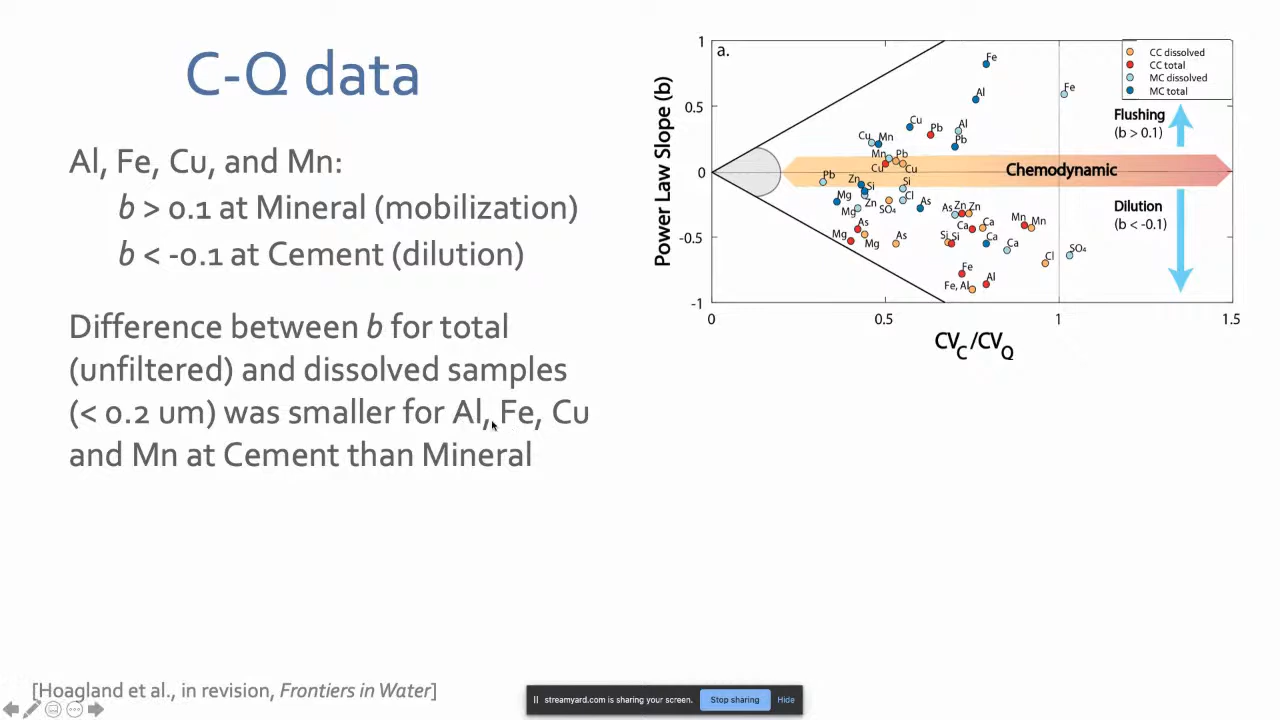 C-Q data
Al, Fe, Cu, and Mn:
b > 0.1 at Mineral (mobilization)
b < -0.1 at Cement (dilution)
Difference between b for total
(unfiltered) and dissolved samples
(< 0.2 um) was smaller for Al, Fe, Cu
and Mn at Cement than Mineral
[Hoagland et al., in revision, Frontiers in Water]
a.
Power Law Slope (b)
1
0.5
0
-0.5
-1
0
0.5
1
1.5
CVC/CVQ
CC dissolved
CC total
MC dissolved
MC total
Flushing
(b > 0.1)
Chemodynamic
Dilution
(b < -0.1)
Fe
Al
Fe
Cu
Pb
Al
Pb
Cu
Mn
Mn
Pb
Cu
Cu
Pb
Zn
Si
Si
Mg
Zn
Cl
Mg
SO₄
As
As
Zn
Zn
As
Ca
Ca
Mn
Mn
Mg
Mg
As
Si
Si
Ca
Ca
Cl
SO₄
Fe
Al
Fe, Al
streamyard.com is sharing your screen.
Stop sharing
Hide